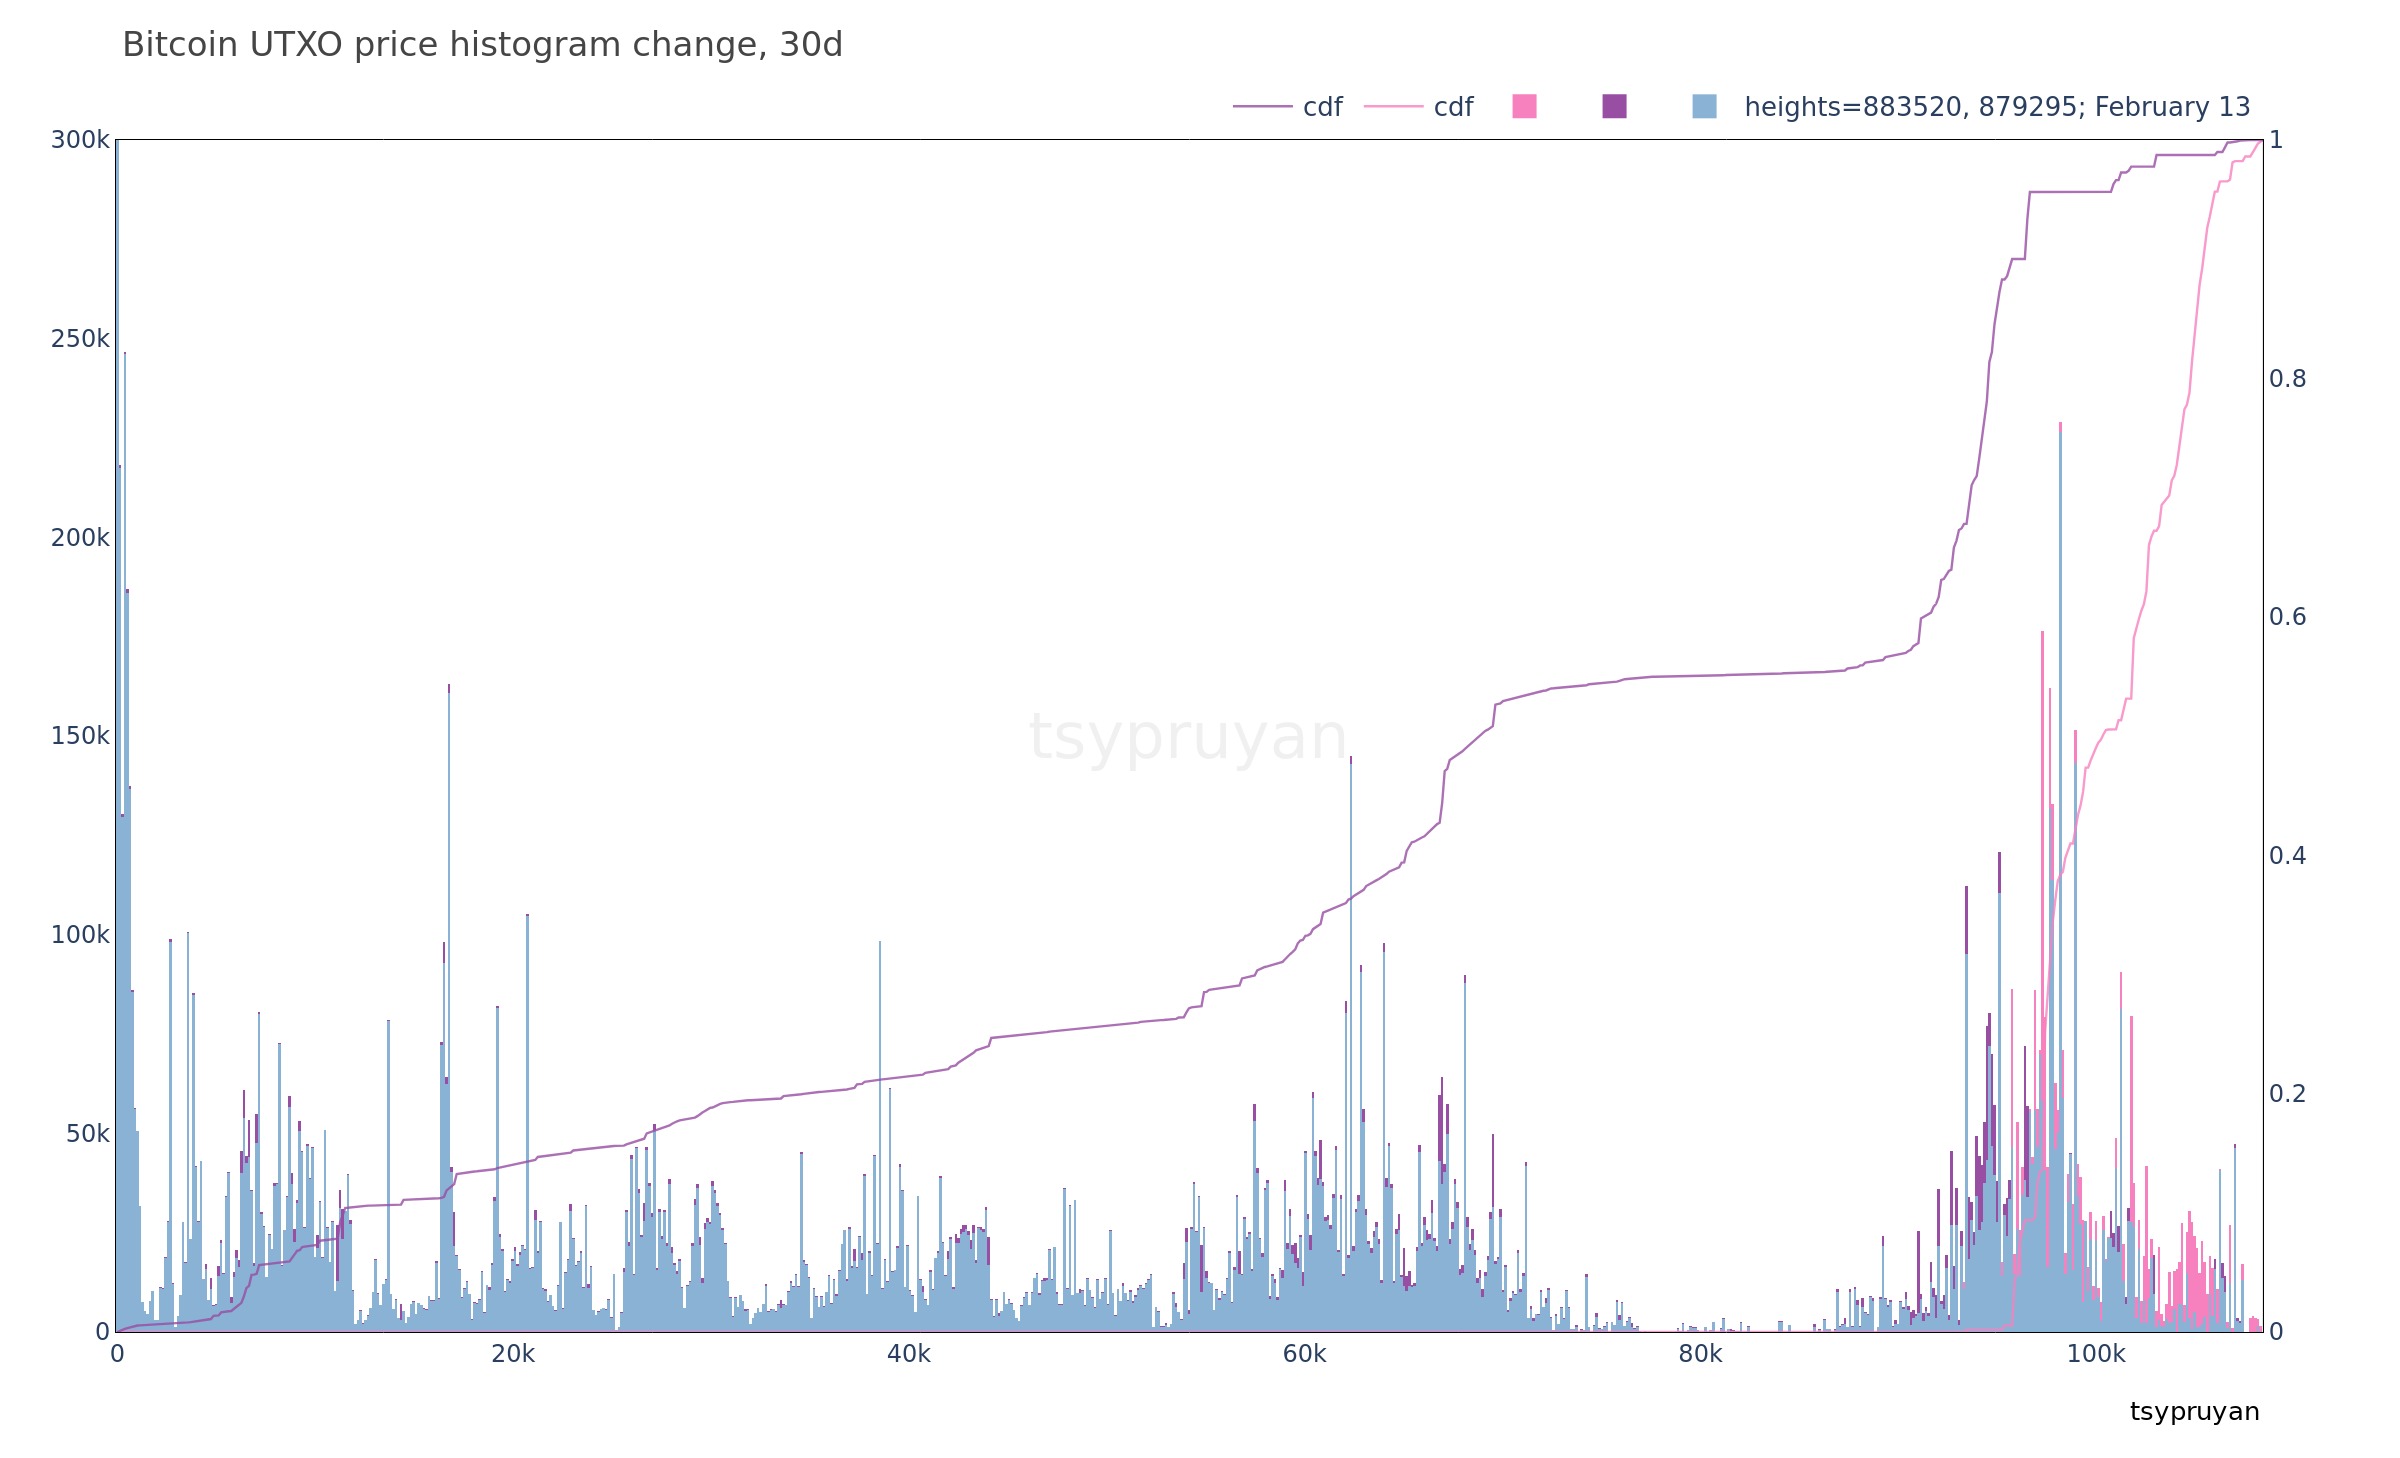 Bitcoin UTXO price histogram change, 30d
cdf cdf heights=883520, 879295; February 13
300k
250k
200k
150k
100k
50k
0
1
0.8
0.6
0.4
0.2
0
tsypruyan
0 20k 40k 60k 80k 100k
tsypruyan